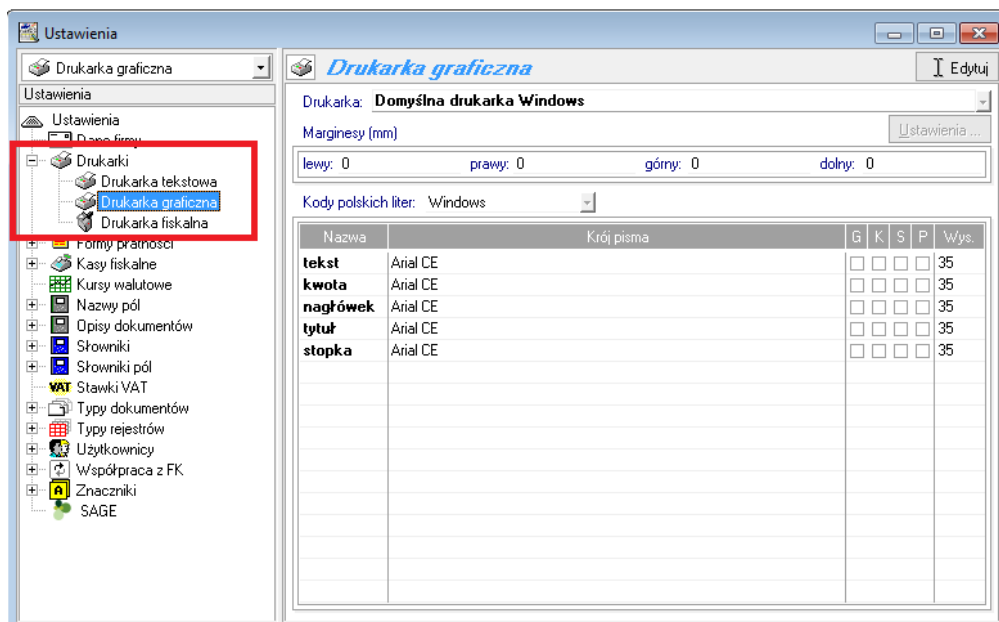 Ustawienia
Drukarka graficzna
Ustawienia
Ustawienia
Dane firmy
Drukarki
Drukarka tekstowa
Drukarka graficzna
Drukarka fiskalna
Formy płatności
Kasy fiskalne
Kursy walutowe
Nazwy pól
Opisy dokumentów
Słowniki
Słowniki pól
VAT Stawki VAT
Typy dokumentów
Typy rejestrów
Użytkownicy
Współpraca z FK
A Znaczniki
SAGE
Drukarka graficzna
Edytuj
Drukarka: Domyślna drukarka Windows
Marginesy (mm)
Ustawienia ...
lewy: 0 prawy: 0 górny: 0 dolny: 0
Kody polskich liter: Windows
Nazwa Krój pisma G K S P Wys.
tekst Arial CE 35
kwota Arial CE 35
nagłówek Arial CE 35
tytuł Arial CE 35
stopka Arial CE 35